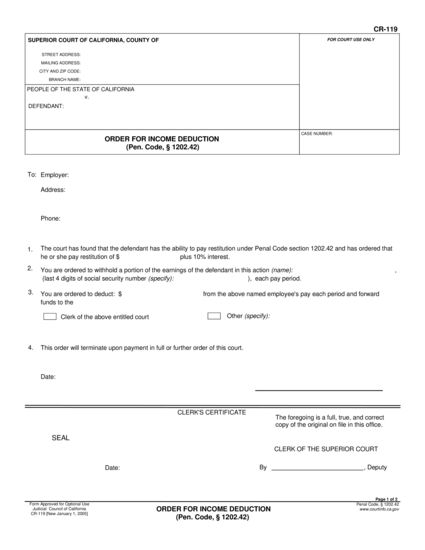 CR-119
SUPERIOR COURT OF CALIFORNIA, COUNTY OF
FOR COURT USE ONLY
STREET ADDRESS:
MAILING ADDRESS:
CITY AND ZIP CODE:
BRANCH NAME:
PEOPLE OF THE STATE OF CALIFORNIA
v.
DEFENDANT:
ORDER FOR INCOME DEDUCTION
(Pen. Code, § 1202.42)
CASE NUMBER:
To: Employer:
Address:
Phone:
1. The court has found that the defendant has the ability to pay restitution under Penal Code section 1202.42 and has ordered that
he or she pay restitution of $ plus 10% interest.
2. You are ordered to withhold a portion of the earnings of the defendant in this action (name): ,
(last 4 digits of social security number (specify): ), each pay period.
3. You are ordered to deduct: $ from the above named employee's pay each period and forward
funds to the
Clerk of the above entitled court Other (specify):
4. This order will terminate upon payment in full or further order of this court.
Date:
CLERK'S CERTIFICATE
The foregoing is a full, true, and correct
copy of the original on file in this office.
SEAL
CLERK OF THE SUPERIOR COURT
Date: By , Deputy
Page 1 of 2
Form Approved for Optional Use
Judicial Council of California
CR-119 [New January 1, 2005]
ORDER FOR INCOME DEDUCTION
(Pen. Code, § 1202.42)
Penal Code, § 1202.42
www.courtinfo.ca.gov